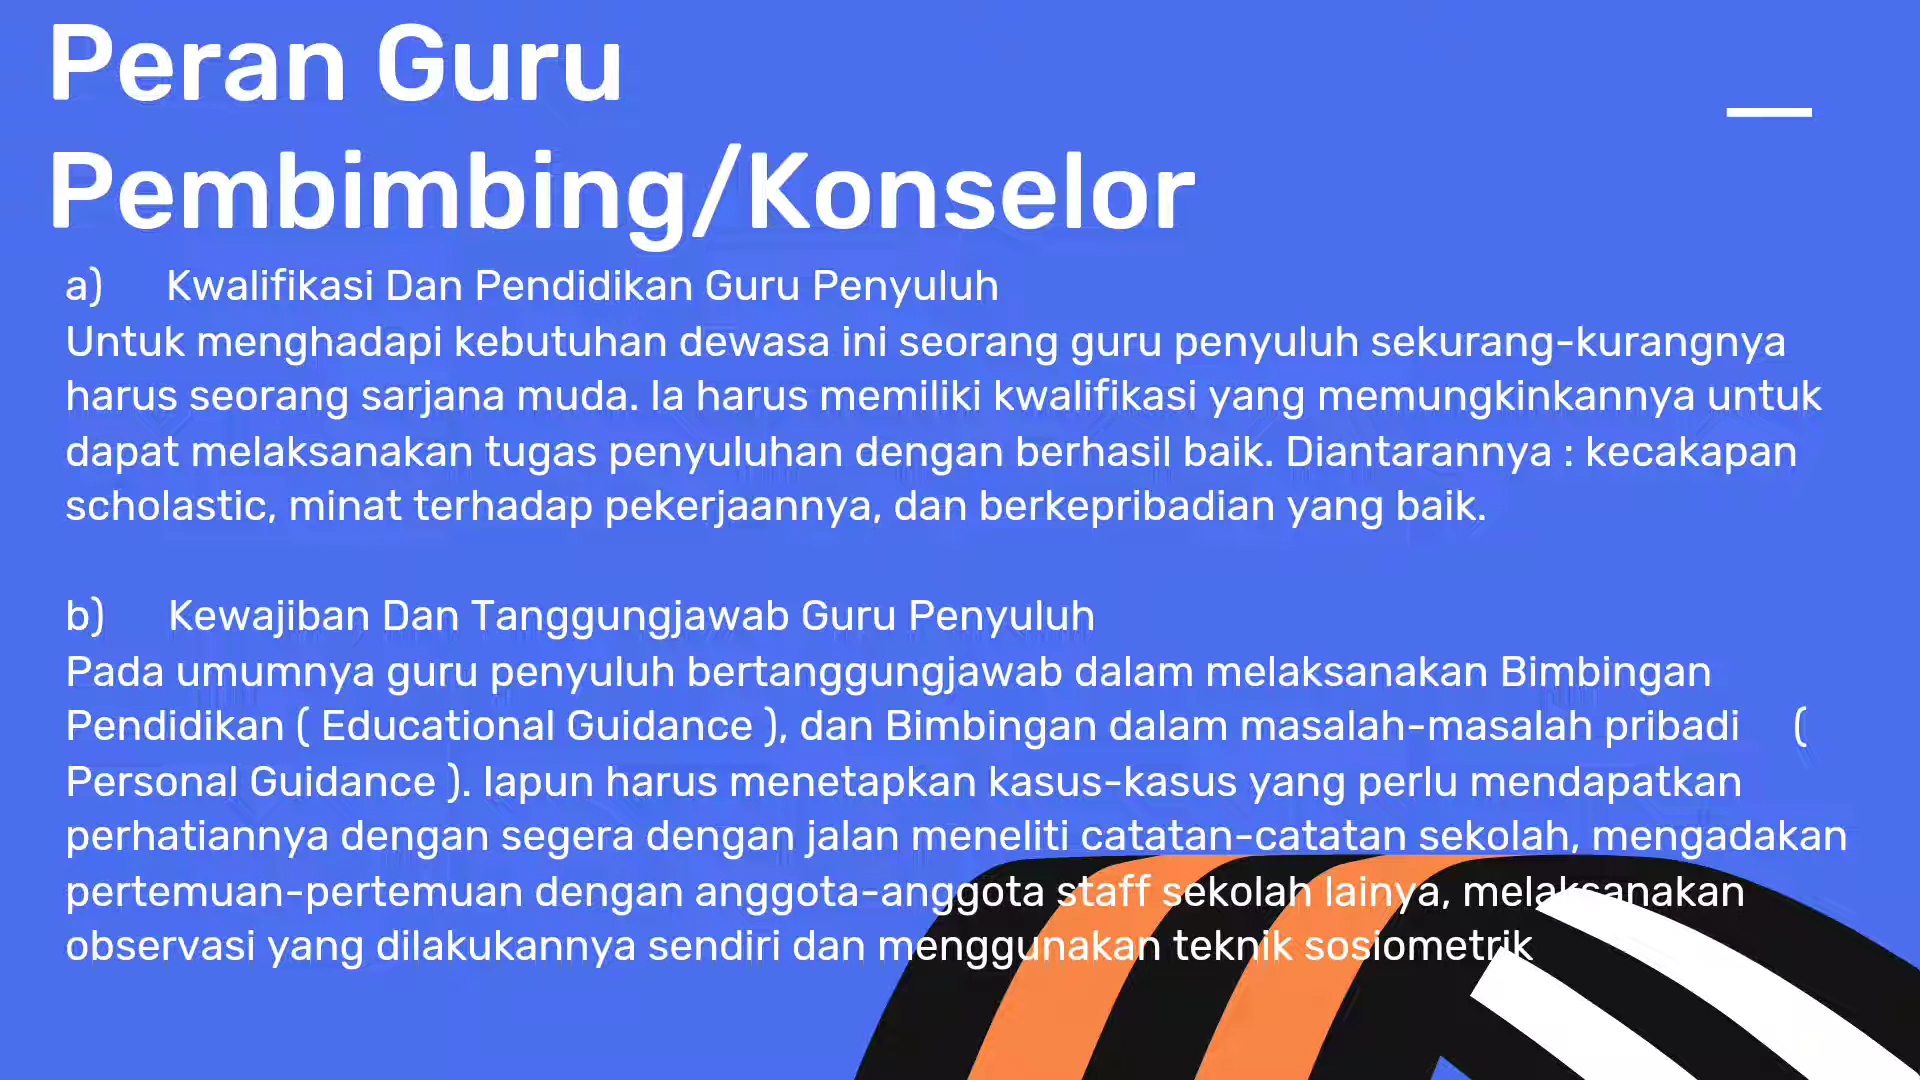 Peran Guru
Pembimbing/Konselor
a) Kwalifikasi Dan Pendidikan Guru Penyuluh
Untuk menghadapi kebutuhan dewasa ini seorang guru penyuluh sekurang-kurangnya
harus seorang sarjana muda. Ia harus memiliki kwalifikasi yang memungkinkannya untuk
dapat melaksanakan tugas penyuluhan dengan berhasil baik. Diantarannya : kecakapan
scholastic, minat terhadap pekerjaannya, dan berkepribadian yang baik.
b) Kewajiban Dan Tanggungjawab Guru Penyuluh
Pada umumnya guru penyuluh bertanggungjawab dalam melaksanakan Bimbingan
Pendidikan ( Educational Guidance ), dan Bimbingan dalam masalah-masalah pribadi (
Personal Guidance ). Iapun harus menetapkan kasus-kasus yang perlu mendapatkan
perhatiannya dengan segera dengan jalan meneliti catatan-catatan sekolah, mengadakan
pertemuan-pertemuan dengan anggota-anggota staff sekolah lainya, melaksanakan
observasi yang dilakukannya sendiri dan menggunakan teknik sosiometrik